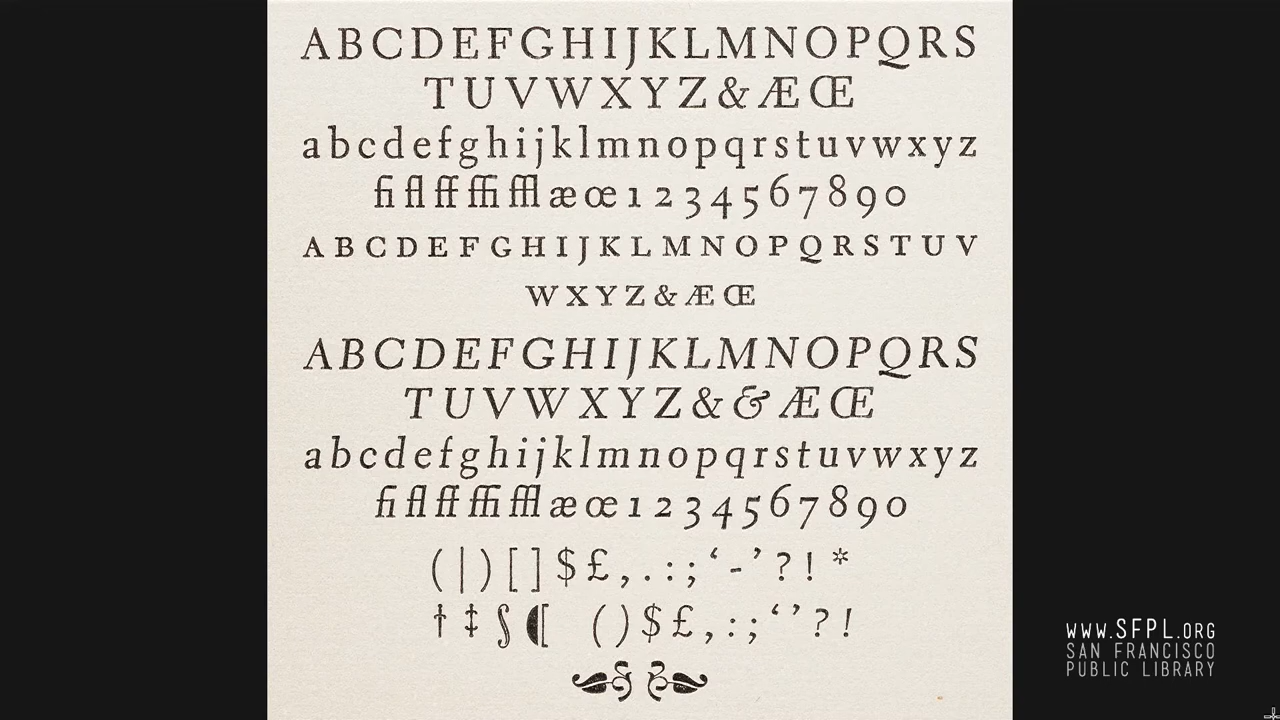 ABCDEFGHIJKLMNOPQRS
TUVWXYZ&ÆŒ
abcdefghijklmnopqrstuvwxyz
fiflffffifflæœ1234567890
ABCDEFGHIJKLMNOPQRSTUV
WXYZ&ÆŒ
ABCDEFGHIJKLMNOPQRS
TUVWXYZ&&ÆŒ
abcdefghijklmnopqrstuvwxyz
fiflffffifflæœ1234567890
(|)[]$£,.:;‘-’?!*
†‡§¶ ()$£,:;‘’?!
WWW.SFPL.ORG
SAN FRANCISCO
PUBLIC LIBRARY